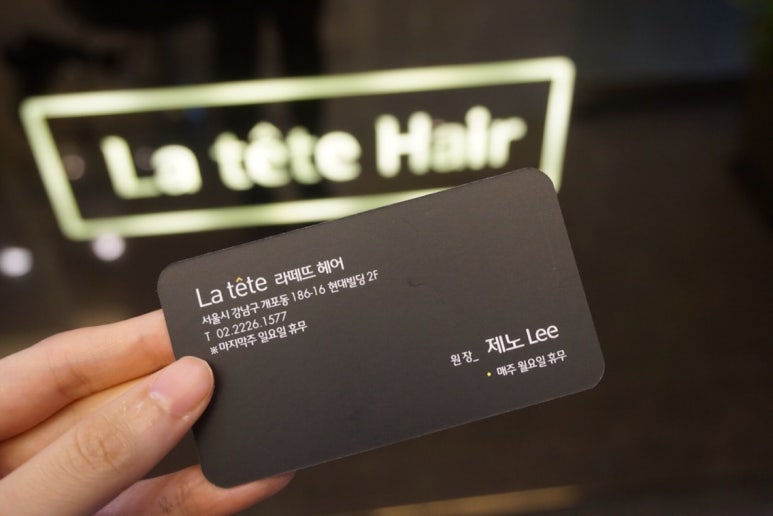 La tête Hair
La tête 라떼뜨 헤어
서울시 강남구 개포동 186-16 현대빌딩 2F
T 02.2226.1577
※마지막주 일요일 휴무
원장_ 제노 Lee
• 매주 월요일 휴무